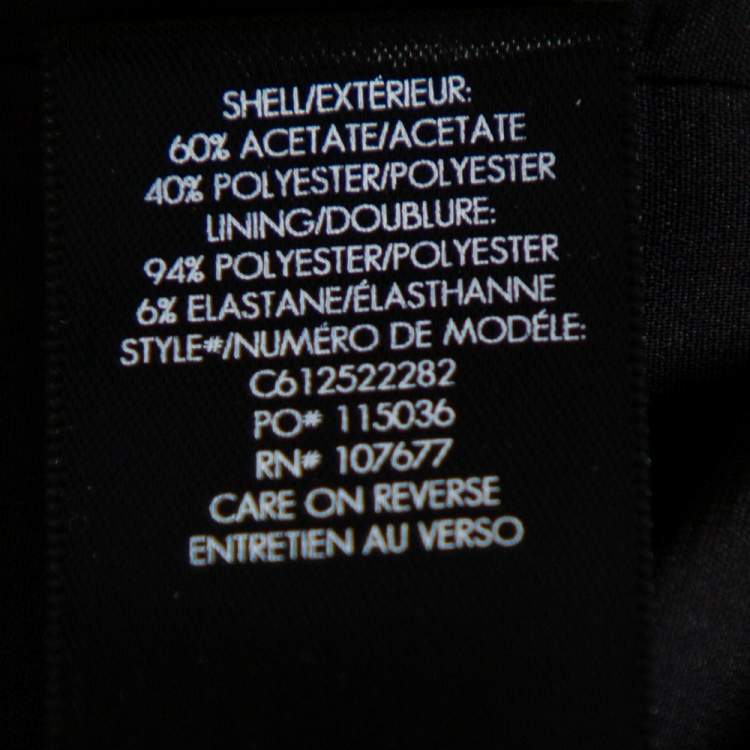 SHELL/EXTÉRIEUR:
60% ACETATE/ACETATE
40% POLYESTER/POLYESTER
LINING/DOUBLURE:
94% POLYESTER/POLYESTER
6% ELASTANE/ÉLASTHANNE
STYLE#/NUMÉRO DE MODÉLE:
C612522282
PO# 115036
RN# 107677
CARE ON REVERSE
ENTRETIEN AU VERSO